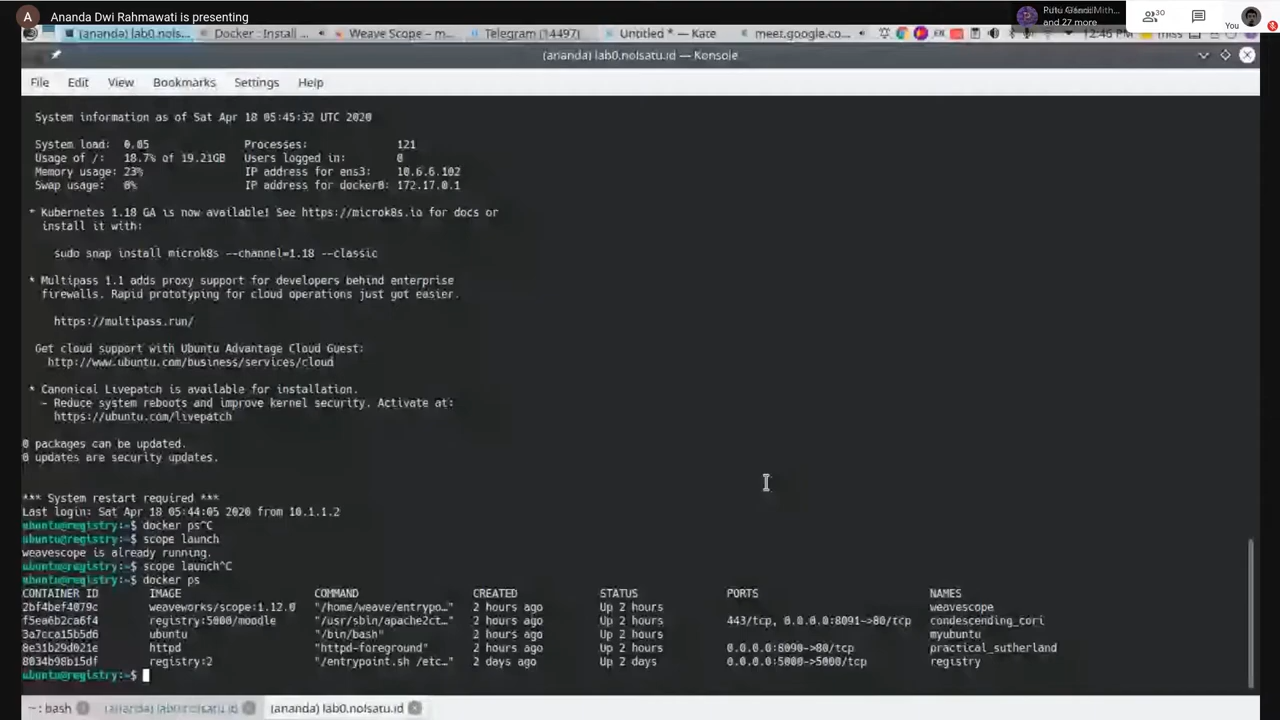 Ananda Dwi Rahmawati is presenting
and 27 more
30
You
(ananda) lab0.nols...
Docker : Install ...
Weave Scope – m...
Telegram (14497)
Untitled * — Kate
meet.google.co...
EN
12:46 PM
miss
(ananda) lab0.nolsatu.id — Konsole
File Edit View Bookmarks Settings Help
System information as of Sat Apr 18 05:45:32 UTC 2020
System load: 0.05 Processes: 121
Usage of /: 18.7% of 19.21GB Users logged in: 0
Memory usage: 23% IP address for ens3: 10.6.6.102
Swap usage: 0% IP address for docker0: 172.17.0.1
* Kubernetes 1.18 GA is now available! See https://microk8s.io for docs or
install it with:
sudo snap install microk8s --channel=1.18 --classic
* Multipass 1.1 adds proxy support for developers behind enterprise
firewalls. Rapid prototyping for cloud operations just got easier.
https://multipass.run/
Get cloud support with Ubuntu Advantage Cloud Guest:
http://www.ubuntu.com/business/services/cloud
* Canonical Livepatch is available for installation.
- Reduce system reboots and improve kernel security. Activate at:
https://ubuntu.com/livepatch
0 packages can be updated.
0 updates are security updates.
*** System restart required ***
Last login: Sat Apr 18 05:44:05 2020 from 10.1.1.2
ubuntu@registry:~$ docker ps^C
ubuntu@registry:~$ scope launch
weavescope is already running.
ubuntu@registry:~$ scope launch^C
ubuntu@registry:~$ docker ps
CONTAINER ID IMAGE COMMAND CREATED STATUS PORTS NAMES
2bf4bef4079c weaveworks/scope:1.12.0 "/home/weave/entrypo…" 2 hours ago Up 2 hours weavescope
f5ea6b2ca6f4 registry:5000/moodle "/usr/sbin/apache2ct…" 2 hours ago Up 2 hours 443/tcp, 0.0.0.0:8091->80/tcp condescending_cori
3a7cca15b5d6 ubuntu "/bin/bash" 2 hours ago Up 2 hours myubuntu
8e31b29d021e httpd "httpd-foreground" 2 hours ago Up 2 hours 0.0.0.0:8090->80/tcp practical_sutherland
8034b98b15df registry:2 "/entrypoint.sh /etc…" 2 days ago Up 2 days 0.0.0.0:5000->5000/tcp registry
ubuntu@registry:~$
~ : bash
(ananda) lab0.nolsatu.id
(ananda) lab0.nolsatu.id